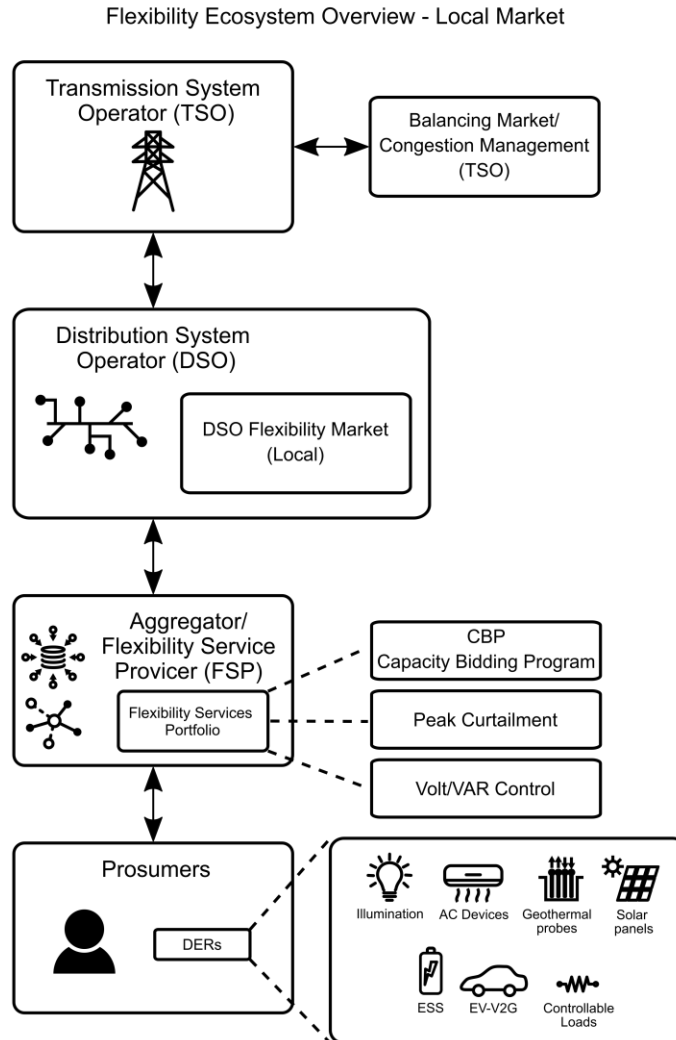 Flexibility Ecosystem Overview - Local Market
Transmission System
Operator (TSO)
Balancing Market/
Congestion Management
(TSO)
Distribution System
Operator (DSO)
DSO Flexibility Market
(Local)
Aggregator/
Flexibility Service
Provicer (FSP)
Flexibility Services
Portfolio
CBP
Capacity Bidding Program
Peak Curtailment
Volt/VAR Control
Prosumers
DERs
Illumination
AC Devices
Geothermal
probes
Solar
panels
ESS
EV-V2G
Controllable
Loads